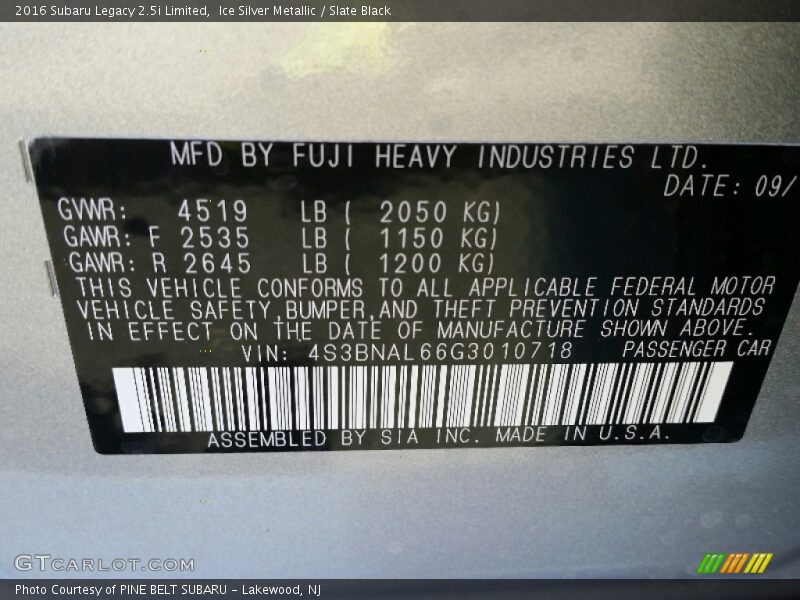 2016 Subaru Legacy 2.5i Limited,  Ice Silver Metallic / Slate Black
MFD BY FUJI HEAVY INDUSTRIES LTD.
DATE: 09/
GVWR: 4519 LB ( 2050 KG)
GAWR: F 2535 LB ( 1150 KG)
GAWR: R 2645 LB ( 1200 KG)
THIS VEHICLE CONFORMS TO ALL APPLICABLE FEDERAL MOTOR
VEHICLE SAFETY,BUMPER,AND THEFT PREVENTION STANDARDS
IN EFFECT ON THE DATE OF MANUFACTURE SHOWN ABOVE.
VIN: 4S3BNAL66G3010718 PASSENGER CAR
ASSEMBLED BY SIA INC. MADE IN U.S.A.
GTCarLot.com
Photo Courtesy of PINE BELT SUBARU - Lakewood, NJ